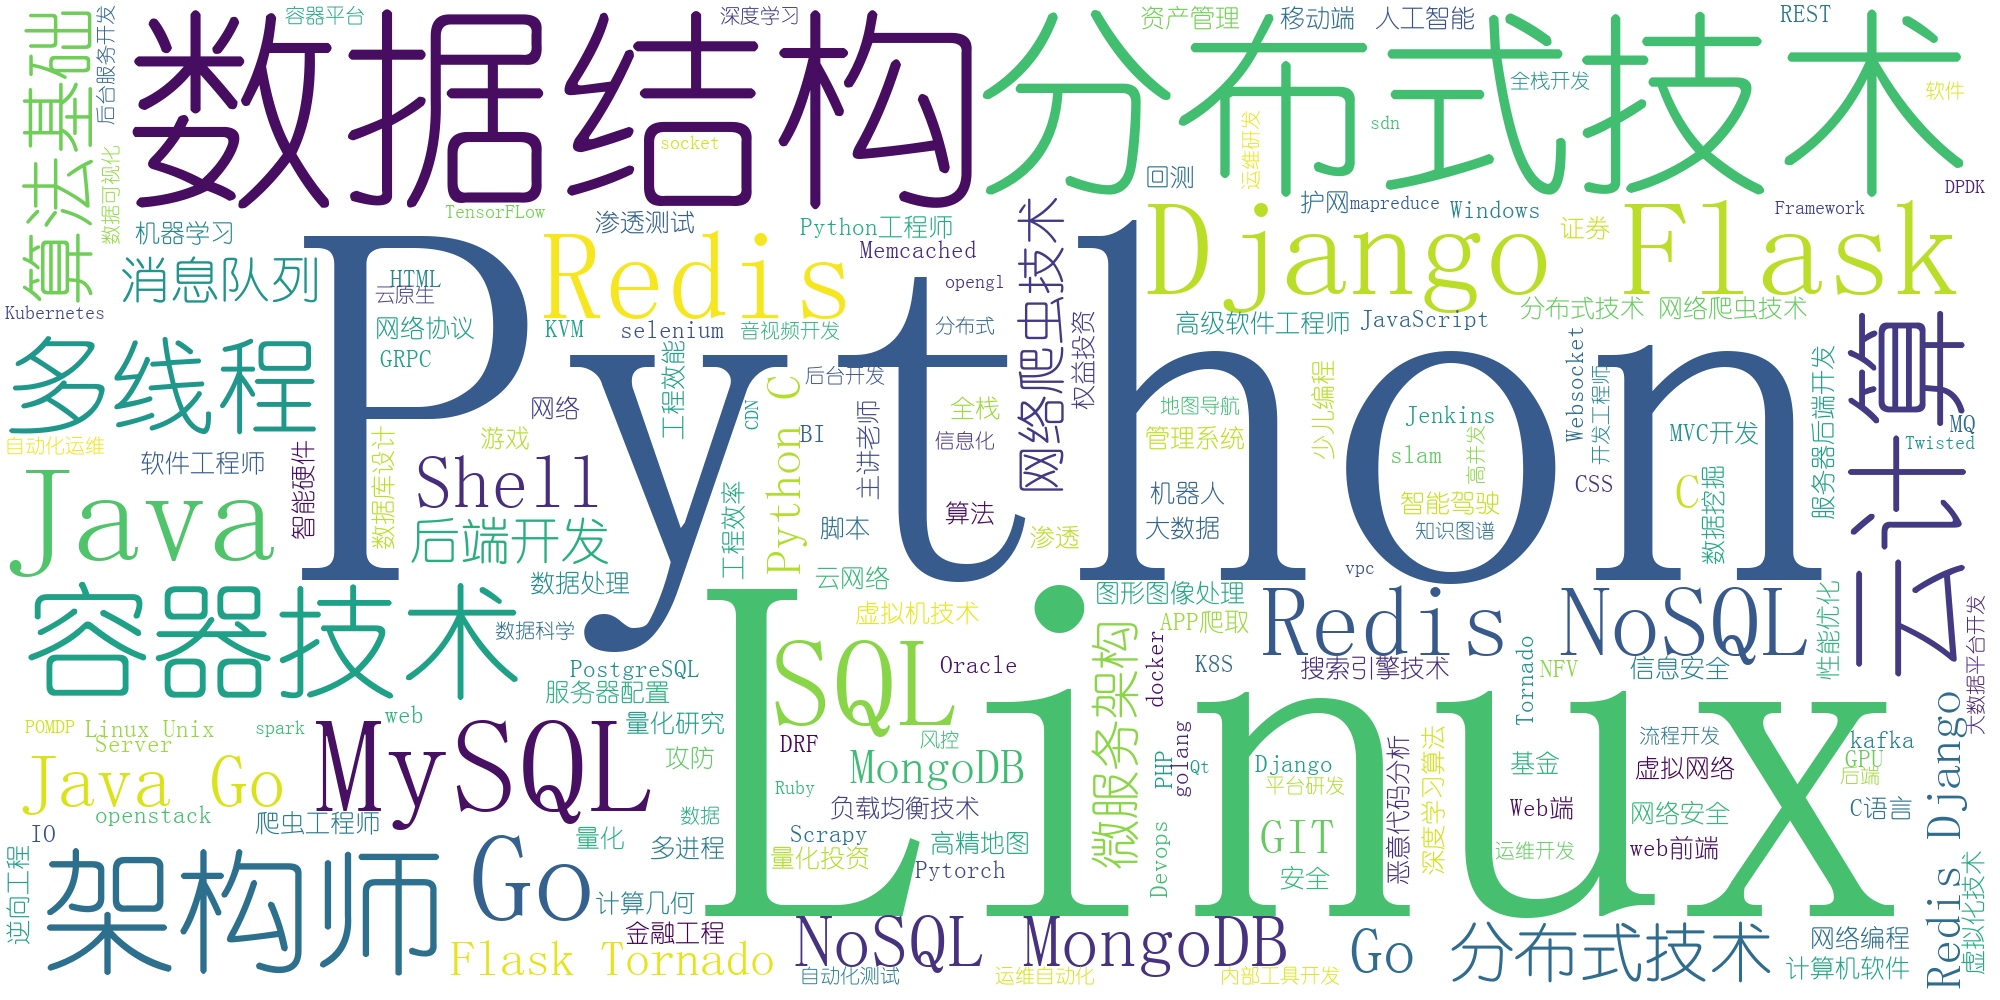 算法基础
后台服务开发
容器平台
数据结构
深度学习
分布式技术
资产管理
移动端
人工智能
REST
全栈开发
软件
socket
sdn
运维研发
数据可视化
回测
DPDK
TensorFLow
渗透测试
Python工程师
护网
mapreduce
Windows
Framework
机器学习
消息队列
HTML
云原生
Redis
Memcached
opengl
网络爬虫技术
Django Flask
证券
Kubernetes
网络协议
KVM
selenium
音视频开发
分布式
权益投资
高级软件工程师
JavaScript
分布式技术 网络爬虫技术
Python
多线程
GRPC
工程效能
后台开发
少儿编程
Websocket
开发工程师
服务器后端开发
云计算
自动化运维
网络
CDN
Python C
BI
主讲老师
全栈
信息化
地图导航
管理系统
Jenkins
slam
高并发
MVC开发
MQ
Twisted
软件工程师
智能硬件
数据库设计
游戏
Java
Shell
后端开发
工程效率
脚本
算法
渗透
机器人
大数据
智能驾驶
知识图谱
CSS
C
数据挖掘
容器技术
数据处理
数据科学
云网络
虚拟机技术
vpc
图形图像处理
APP爬取
Redis NoSQL
性能优化
大数据平台开发
PostgreSQL
服务器配置
SQL
Oracle
微服务架构
docker
K8S
搜索引擎技术
Tornado
NFV
信息安全
Linux
POMDP
Linux Unix
Server
spark
web
MySQL
量化研究
攻防
DRF
风控
MongoDB
PHP
golang
Qt
Django
平台研发
恶意代码分析
深度学习算法
基金
流程开发
虚拟网络
kafka
GPU
后端
Redis Django
Java Go
openstack
爬虫工程师
IO
数据
Ruby
负载均衡技术
Web端
网络安全
C语言
逆向工程
架构师
Go
量化
多进程
Scrapy
量化投资
高精地图
Pytorch
Devops
GIT
安全
运维开发
web前端
虚拟化技术
计算几何
金融工程
Flask Tornado
NoSQL MongoDB
Go
分布式技术
网络编程
计算机软件
自动化测试
运维自动化
内部工具开发